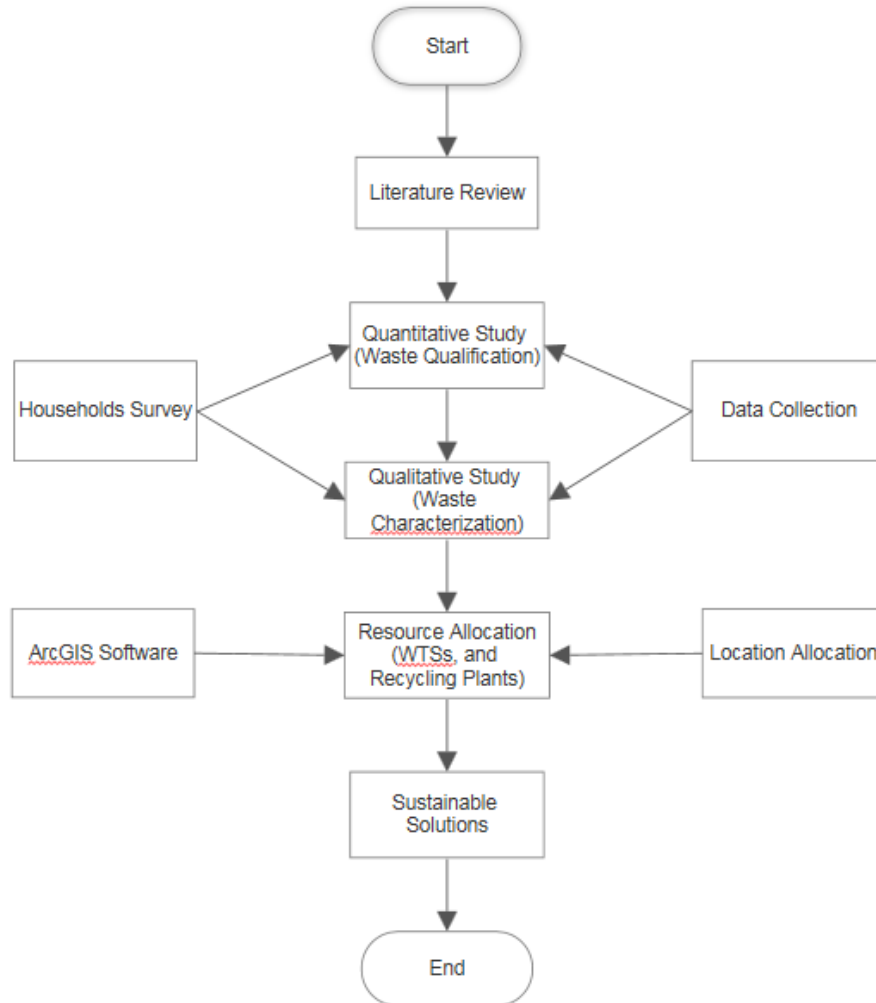 Start
Literature Review
Quantitative Study
(Waste Qualification)
Households Survey
Data Collection
Qualitative Study
(Waste
Characterization)
ArcGIS Software
Resource Allocation
(WTSs, and
Recycling Plants)
Location Allocation
Sustainable
Solutions
End